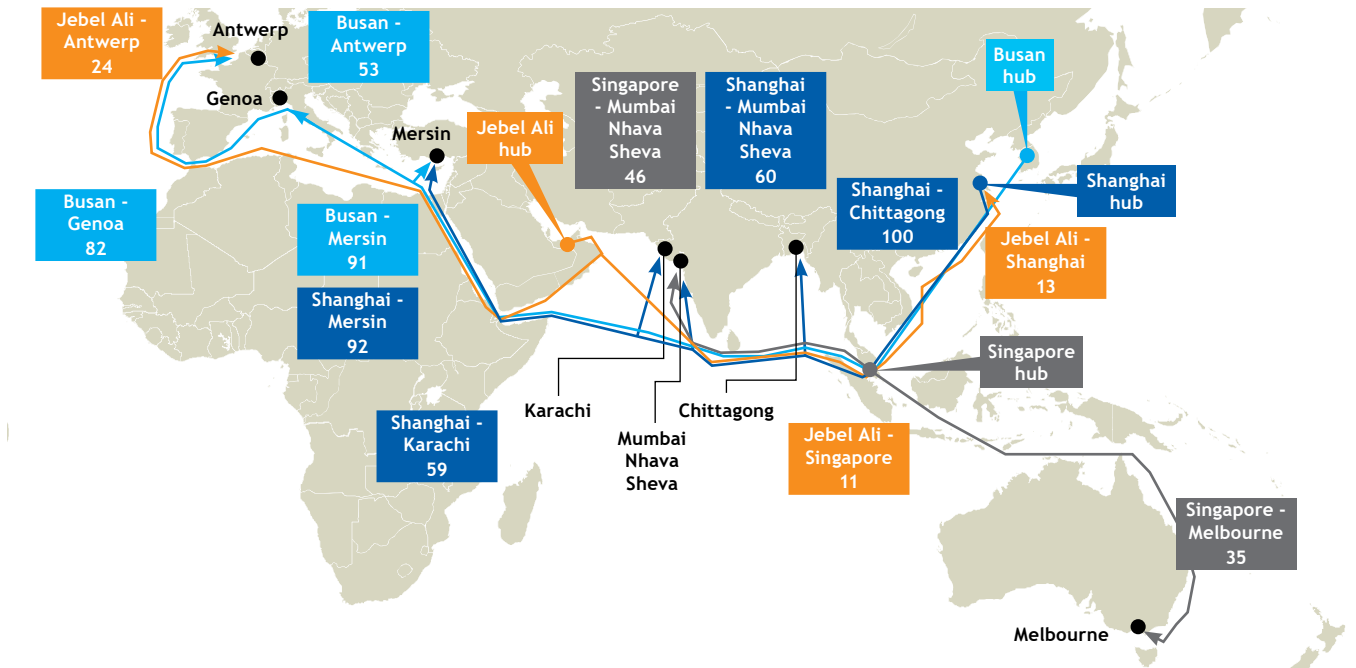 Jebel Ali -
Antwerp
24
Antwerp
Busan -
Antwerp
53
Genoa
Mersin
Jebel Ali
hub
Singapore
- Mumbai
Nhava
Sheva
46
Shanghai
- Mumbai
Nhava
Sheva
60
Busan
hub
Shanghai
hub
Shanghai -
Chittagong
100
Busan -
Genoa
82
Busan -
Mersin
91
Jebel Ali -
Shanghai
13
Shanghai -
Mersin
92
Singapore
hub
Karachi
Chittagong
Shanghai -
Karachi
59
Mumbai
Nhava
Sheva
Jebel Ali -
Singapore
11
Singapore -
Melbourne
35
Melbourne